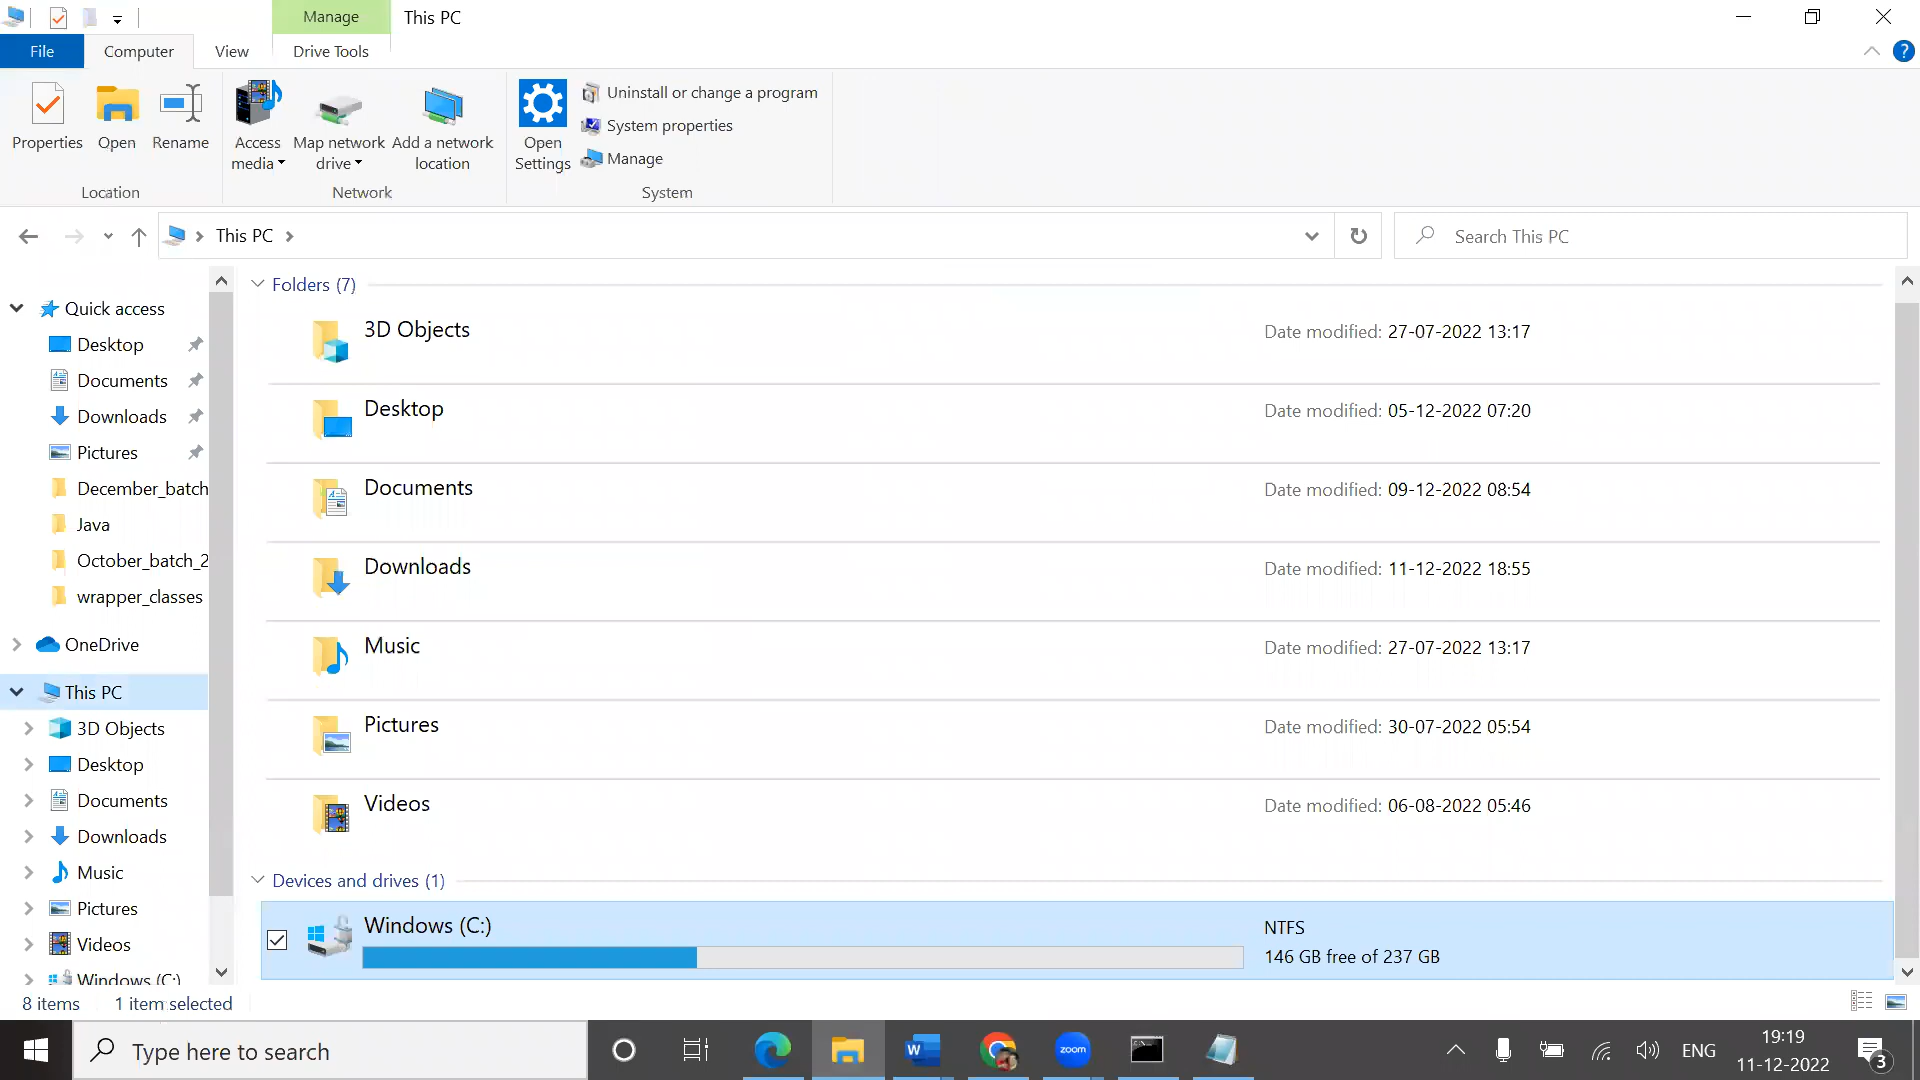 Manage
This PC
File
Computer
View
Drive Tools
Properties
Open
Rename
Access media
Map network drive
Add a network location
Open Settings
Uninstall or change a program
System properties
Manage
Location
Network
System
This PC
Search This PC
Quick access
Desktop
Documents
Downloads
Pictures
December_batch
Java
October_batch_2
wrapper_classes
OneDrive
This PC
3D Objects
Desktop
Documents
Downloads
Music
Pictures
Videos
Windows (C:)
Folders (7)
3D Objects
Date modified: 27-07-2022 13:17
Desktop
Date modified: 05-12-2022 07:20
Documents
Date modified: 09-12-2022 08:54
Downloads
Date modified: 11-12-2022 18:55
Music
Date modified: 27-07-2022 13:17
Pictures
Date modified: 30-07-2022 05:54
Videos
Date modified: 06-08-2022 05:46
Devices and drives (1)
Windows (C:)
NTFS
146 GB free of 237 GB
8 items
1 item selected
Type here to search
W
zoom
ENG
19:19
11-12-2022
3